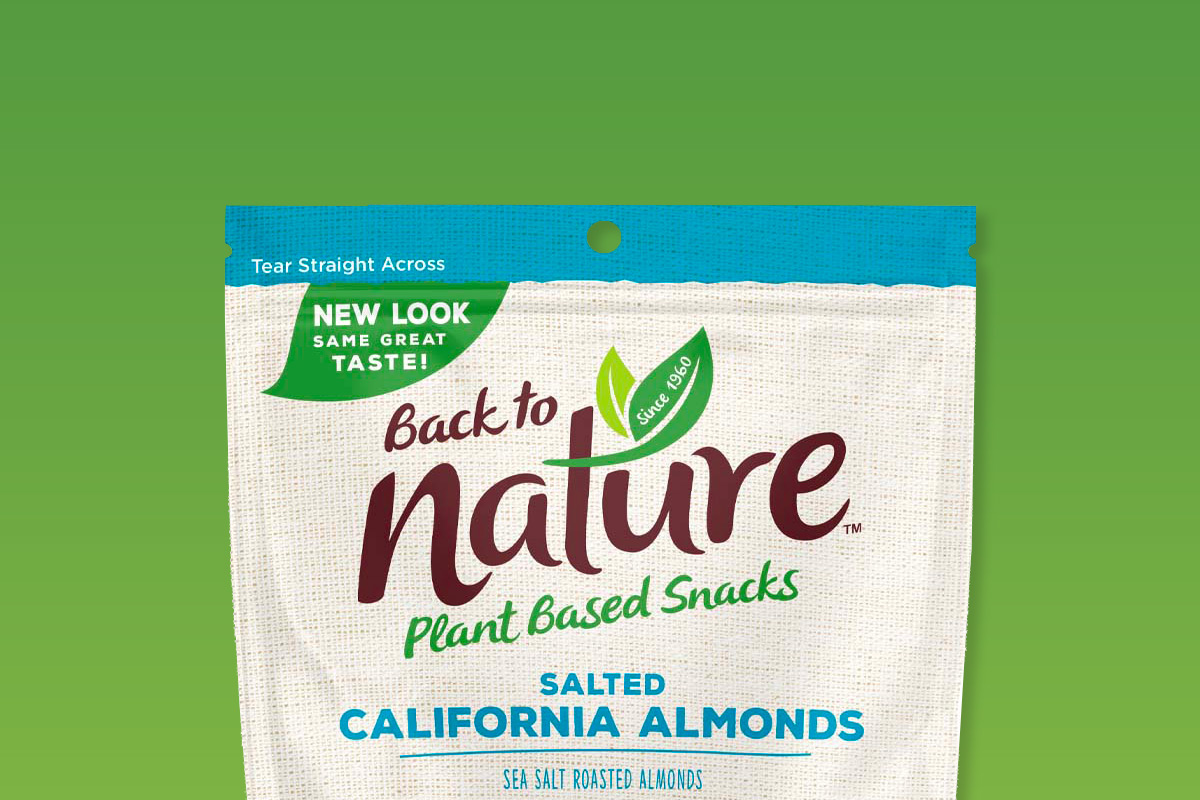 Tear Straight Across
NEW LOOK
SAME GREAT
TASTE!
since 1960
Back to
nature™
Plant Based Snacks
SALTED
CALIFORNIA ALMONDS
SEA SALT ROASTED ALMONDS